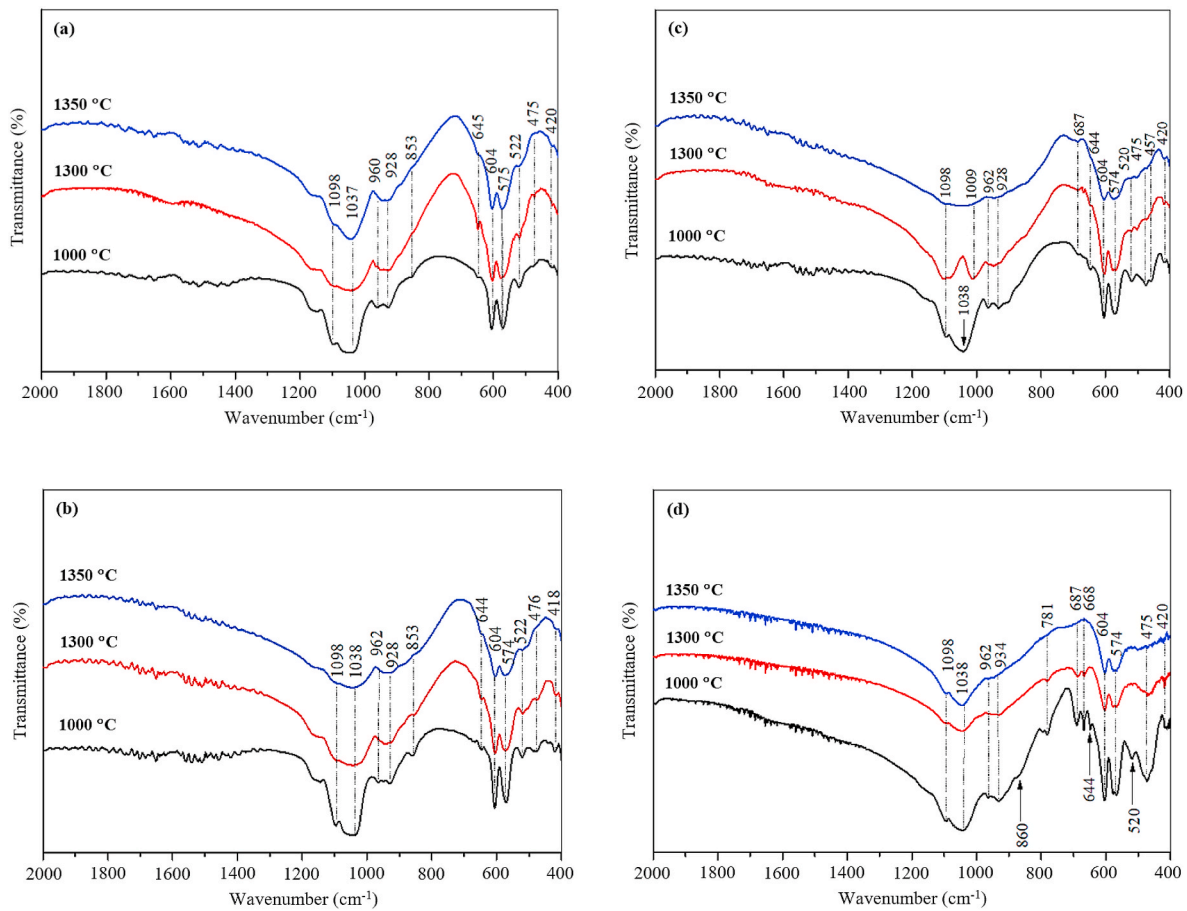 (a)
1350 °C
1300 °C
1000 °C
1098
1037
960
928
853
645
604
575
522
475
420
Transmittance (%)
2000 1800 1600 1400 1200 1000 800 600 400
Wavenumber (cm-1)
(c)
1350 °C
1300 °C
1000 °C
1098
1009
1038
962
928
687
644
604
574
520
475
457
420
Transmittance (%)
2000 1800 1600 1400 1200 1000 800 600 400
Wavenumber (cm-1)
(b)
1350 °C
1300 °C
1000 °C
1098
1038
962
928
853
644
604
574
522
476
418
Transmittance (%)
2000 1800 1600 1400 1200 1000 800 600 400
Wavenumber (cm-1)
(d)
1350 °C
1300 °C
1000 °C
1098
1038
962
934
860
781
687
668
644
604
574
520
475
420
Transmittance (%)
2000 1800 1600 1400 1200 1000 800 600 400
Wavenumber (cm-1)